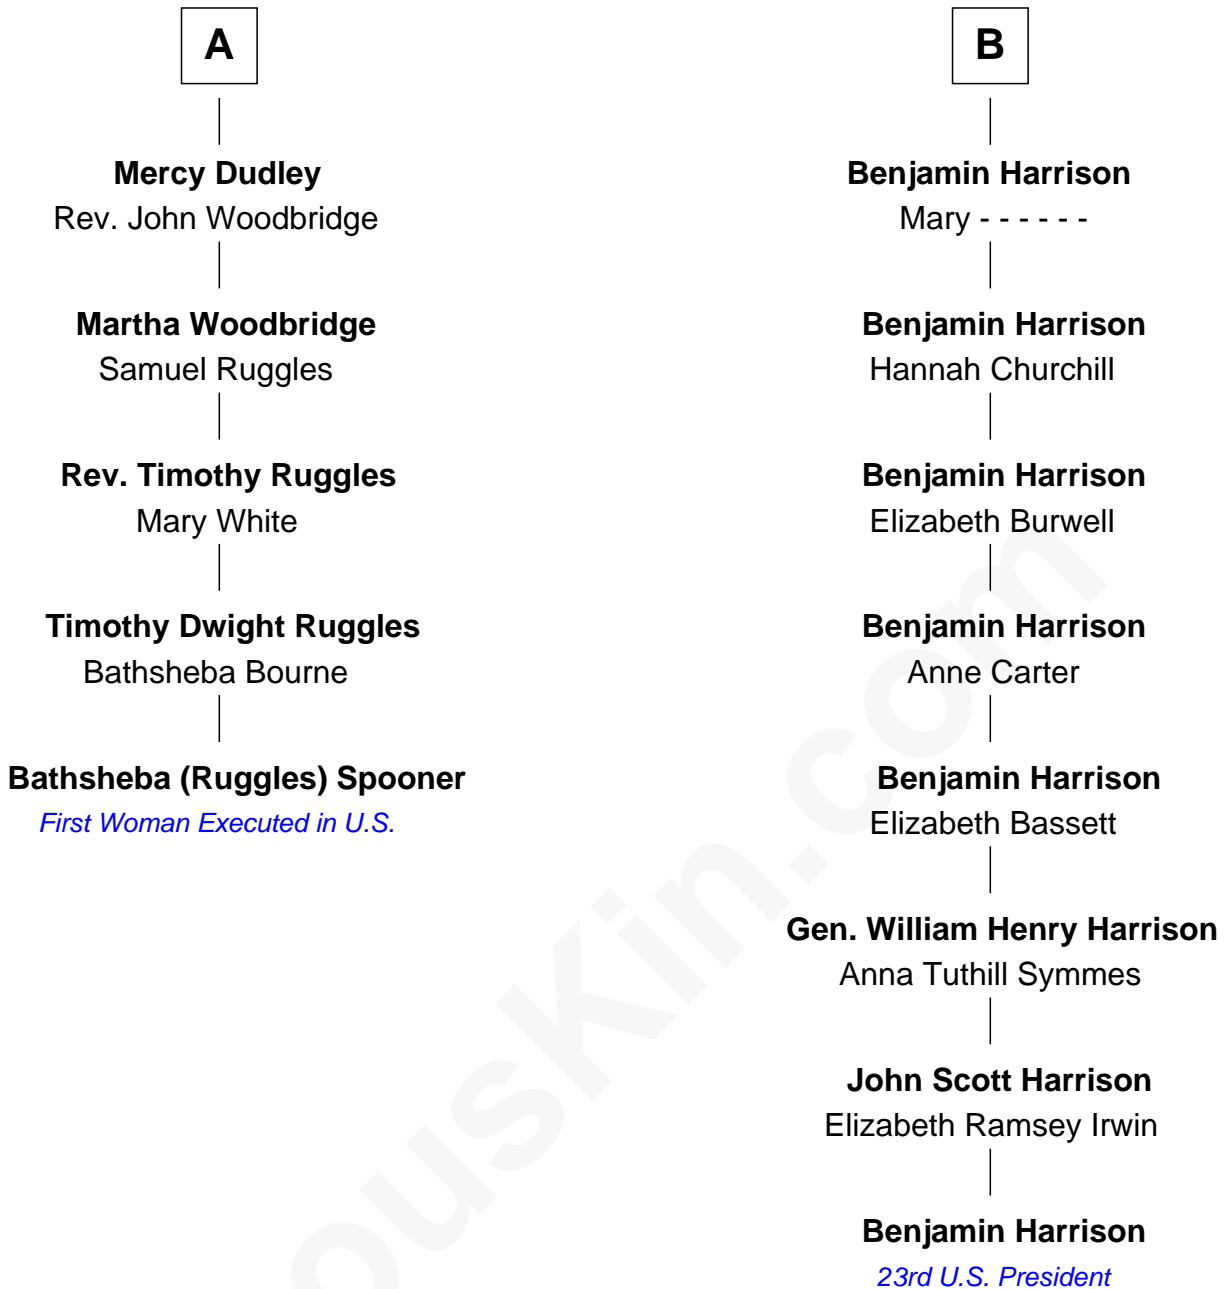 A
Mercy Dudley
Rev. John Woodbridge
Martha Woodbridge
Samuel Ruggles
Rev. Timothy Ruggles
Mary White
Timothy Dwight Ruggles
Bathsheba Bourne
Bathsheba (Ruggles) Spooner
First Woman Executed in U.S.
B
Benjamin Harrison
Mary - - - - - -
Benjamin Harrison
Hannah Churchill
Benjamin Harrison
Elizabeth Burwell
Benjamin Harrison
Anne Carter
Benjamin Harrison
Elizabeth Bassett
Gen. William Henry Harrison
Anna Tuthill Symmes
John Scott Harrison
Elizabeth Ramsey Irwin
Benjamin Harrison
23rd U.S. President
ousKin.com